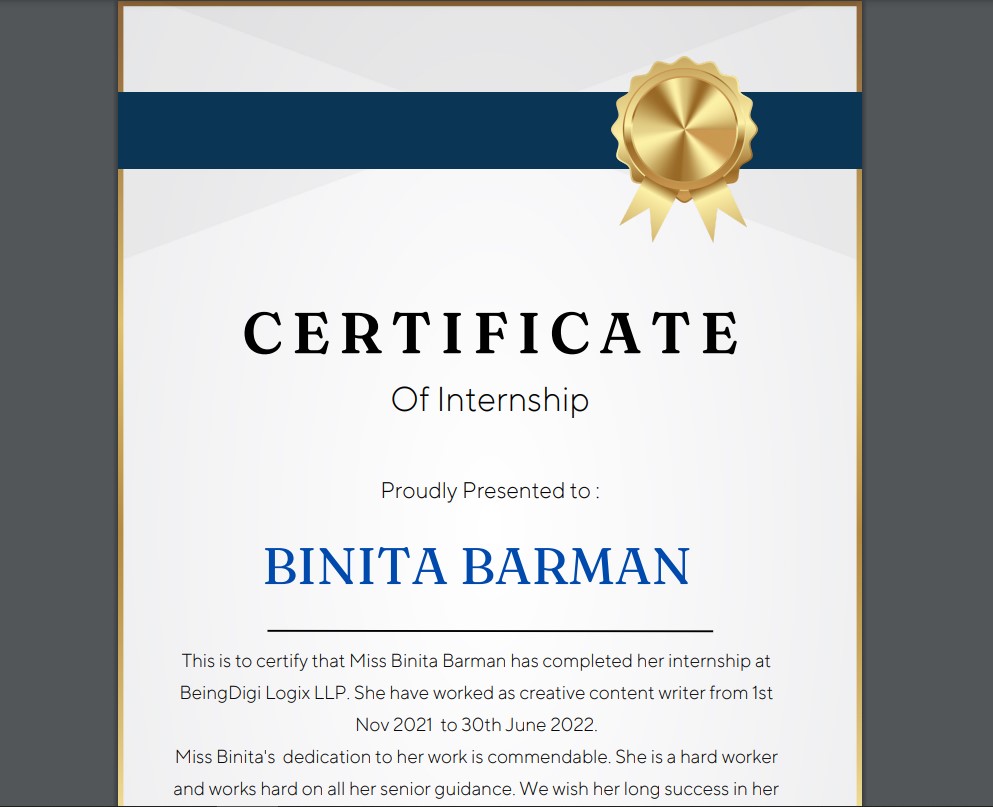 CERTIFICATE
Of Internship
Proudly Presented to :
BINITA BARMAN
This is to certify that Miss Binita Barman has completed her internship at
BeingDigi Logix LLP. She have worked as creative content writer from 1st
Nov 2021 to 30th June 2022.
Miss Binita's dedication to her work is commendable. She is a hard worker
and works hard on all her senior guidance. We wish her long success in her